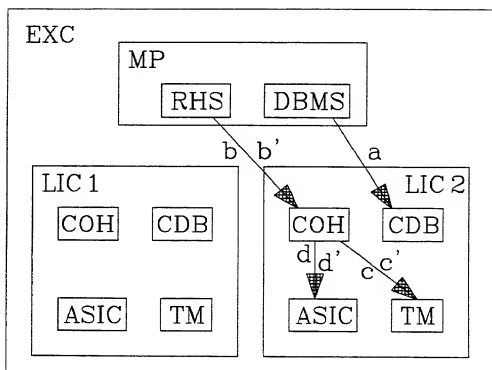 EXC
MP
RHS DBMS
b b' a
LIC 1 LIC 2
COH CDB COH CDB
d d' c c'
ASIC TM ASIC TM